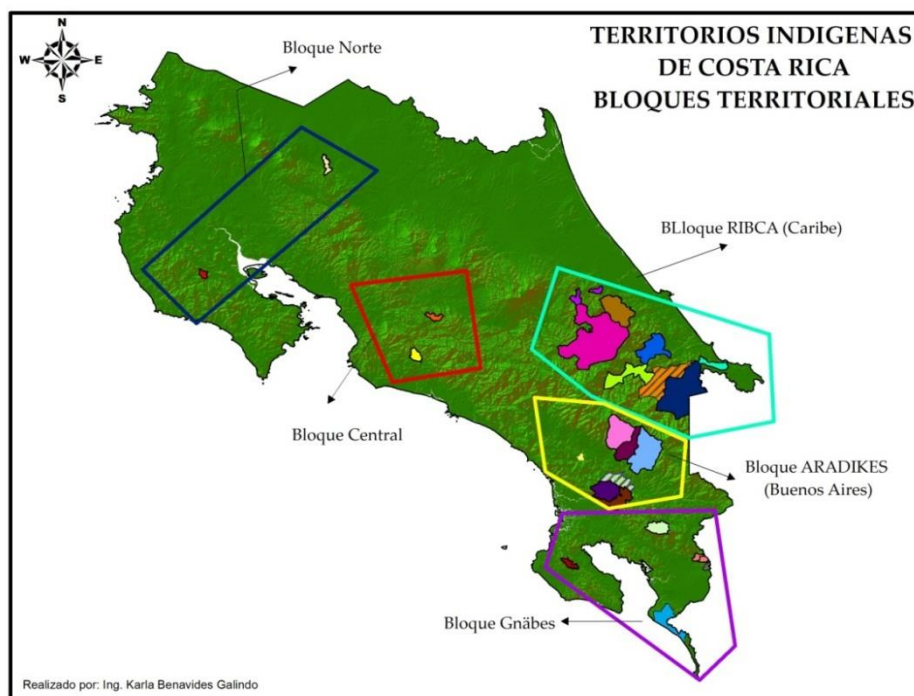 TERRITORIOS INDIGENAS
DE COSTA RICA
BLOQUES TERRITORIALES
N
W
E
S
Bloque Norte
BLloque RIBCA (Caribe)
Bloque Central
Bloque ARADIKES
(Buenos Aires)
Bloque Gnäbes
Realizado por: Ing. Karla Benavides Galindo